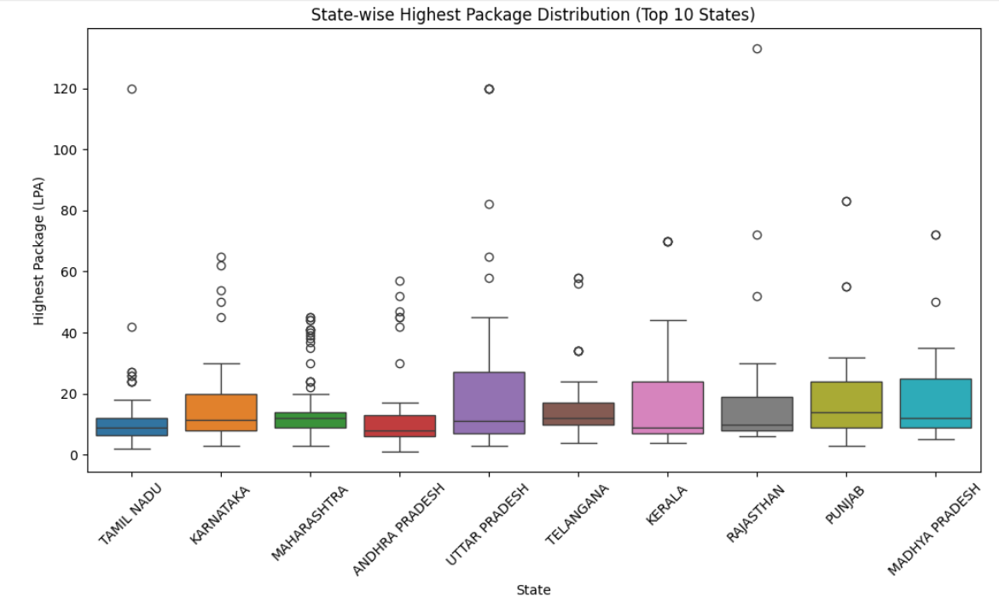 State-wise Highest Package Distribution (Top 10 States)
Highest Package (LPA)
120
100
80
60
40
20
0
TAMIL NADU
KARNATAKA
MAHARASHTRA
ANDHRA PRADESH
UTTAR PRADESH
TELANGANA
KERALA
RAJASTHAN
PUNJAB
MADHYA PRADESH
State